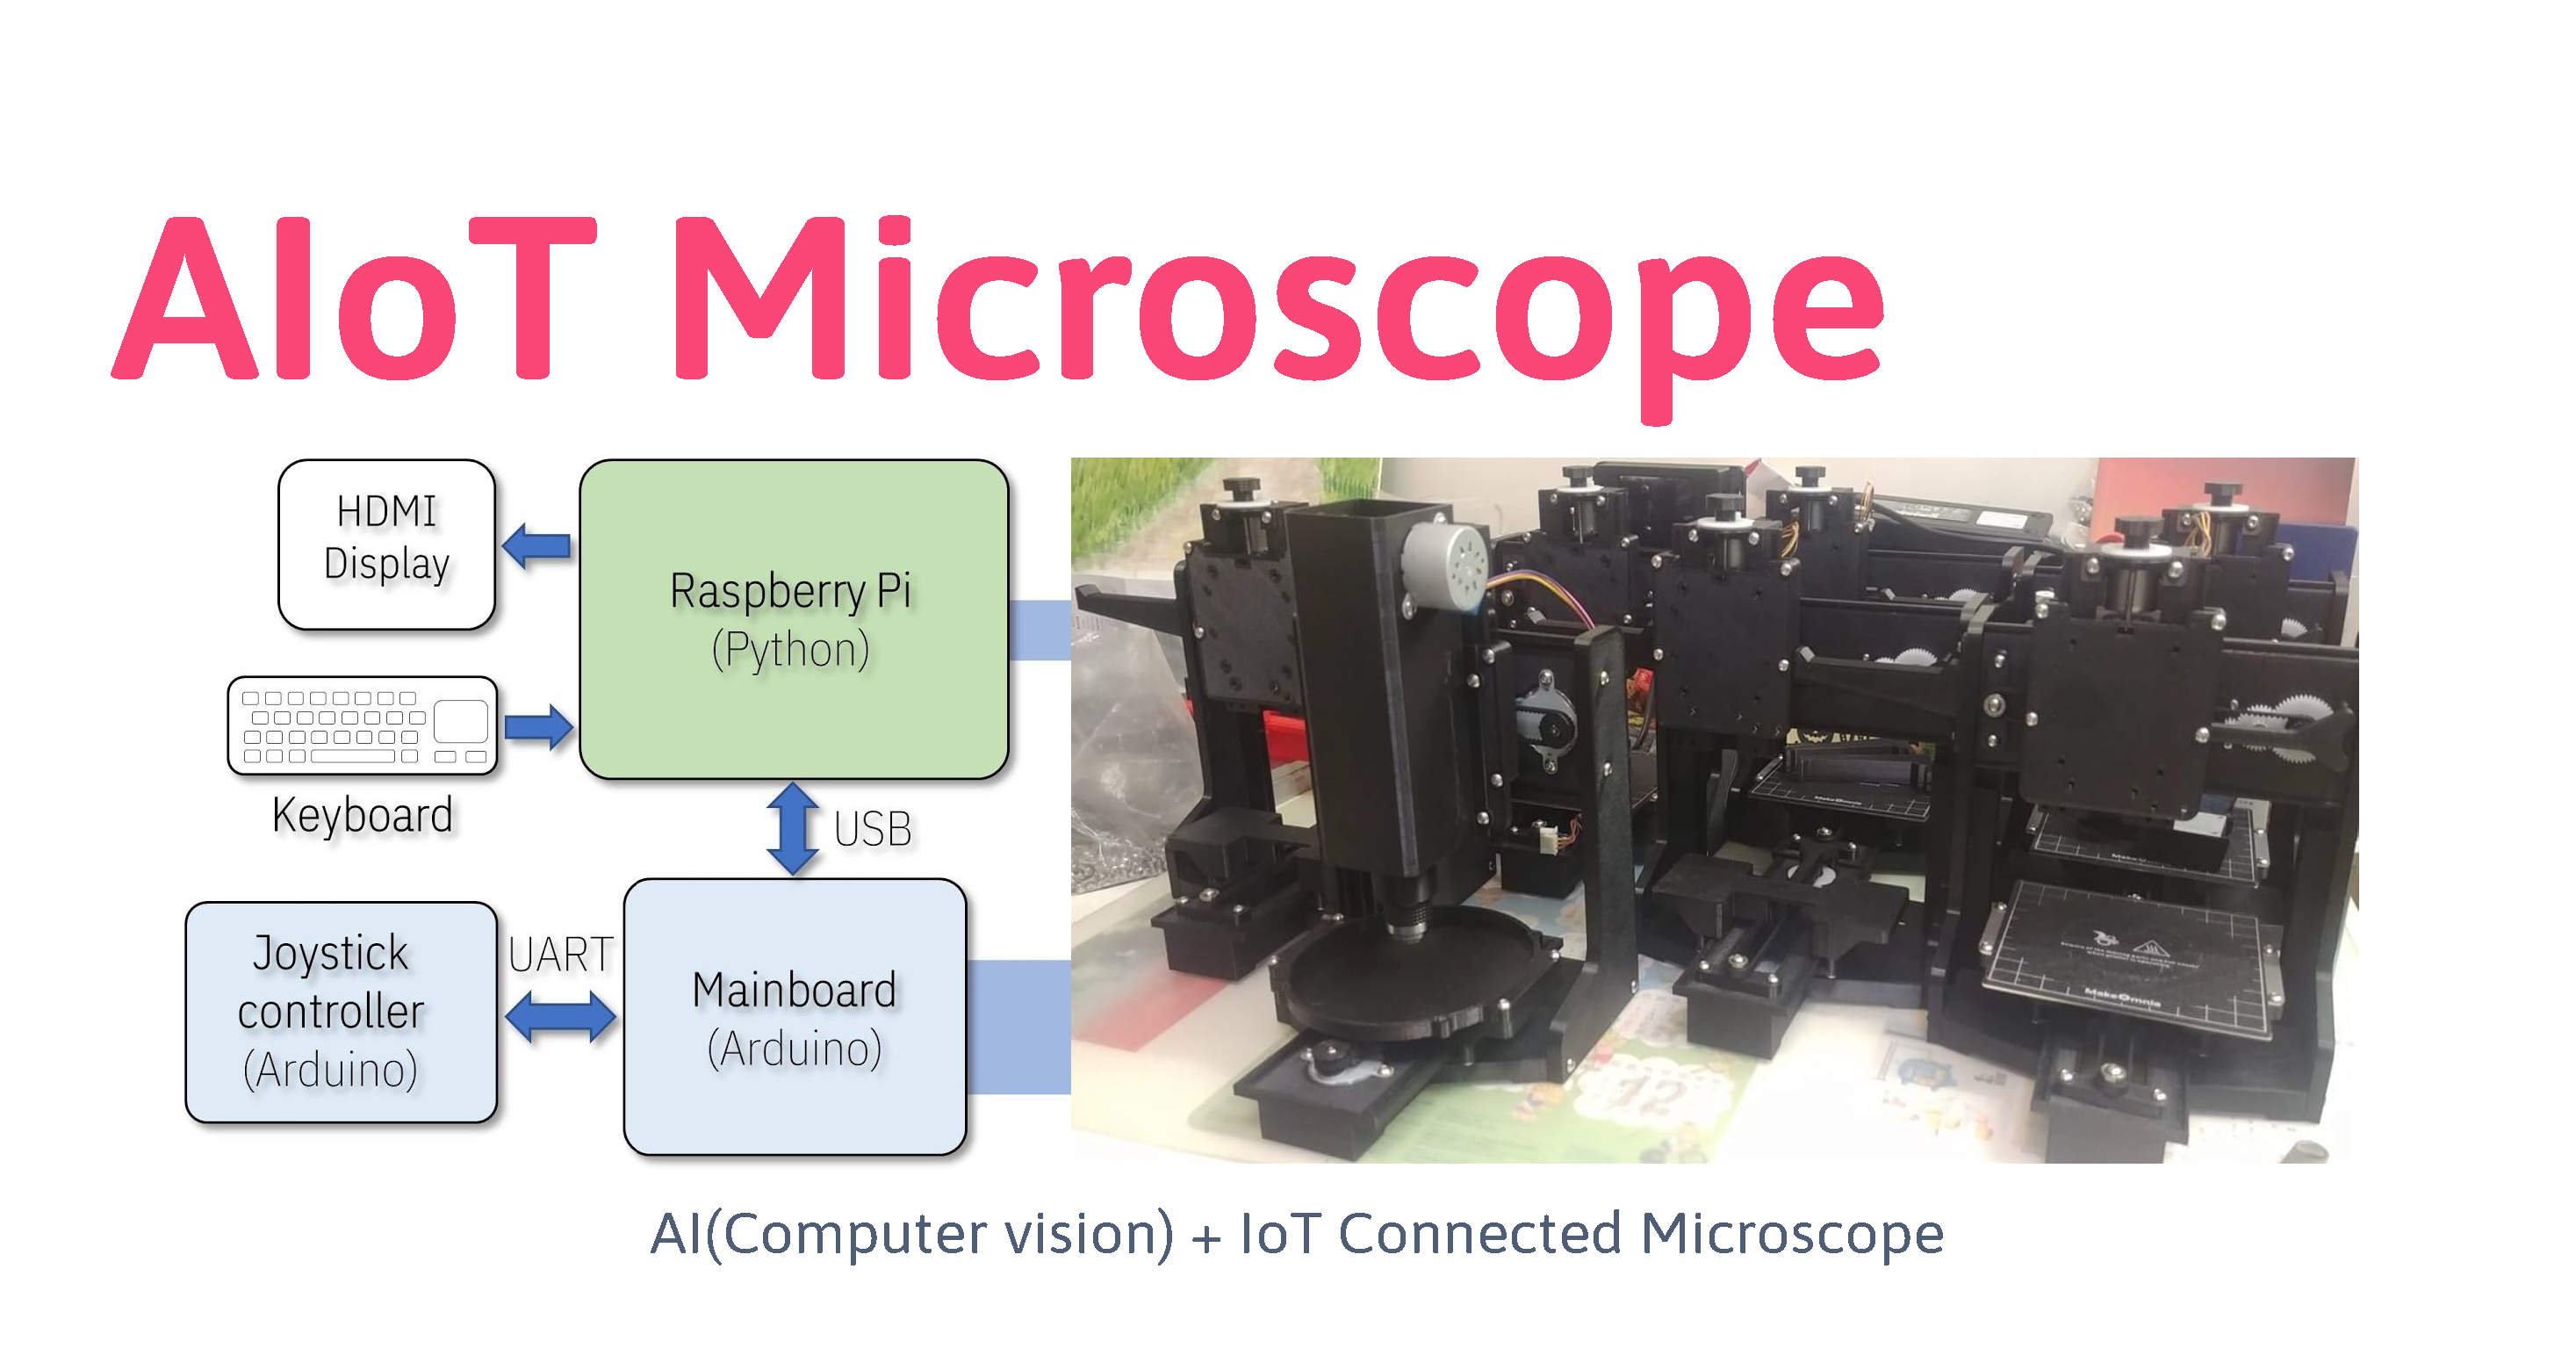 AIoT Microscope
HDMI
Display
Raspberry Pi
(Python)
Keyboard
USB
Joystick
controller
(Arduino)
UART
Mainboard
(Arduino)
MakeOmnia
AI(Computer vision) + IoT Connected Microscope